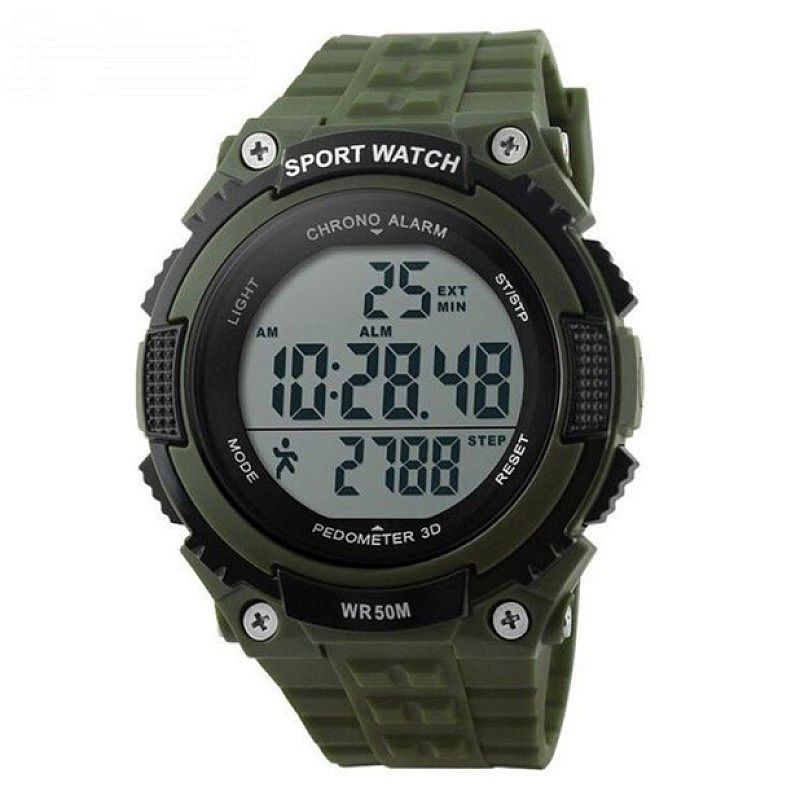 SPORT WATCH
CHRONO ALARM
LIGHT
ST/STP
25 EXT MIN
AM ALM
10:28.48
STEP
2788
MODE
RESET
PEDOMETER 3D
WR50M